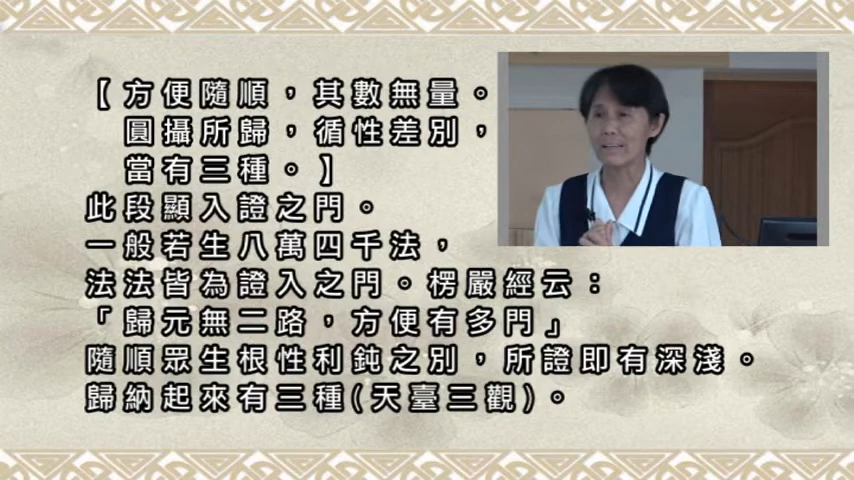 【方便隨順，其數無量。
圓攝所歸，循性差別，
當有三種。】
此段顯入證之門。
一般若生八萬四千法，
法法皆為證入之門。楞嚴經云：
「歸元無二路，方便有多門」
隨順眾生根性利鈍之別，所證即有深淺。
歸納起來有三種(天臺三觀)。